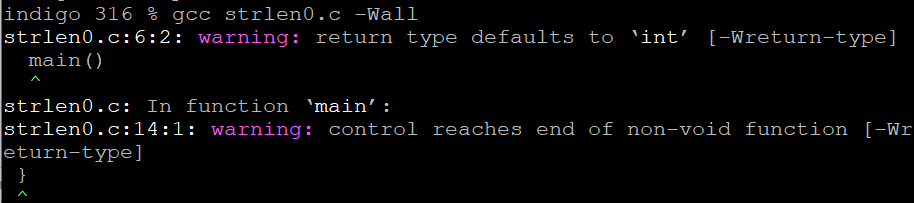 indigo 316 % gcc strlen0.c -Wall
strlen0.c:6:2: warning: return type defaults to ‘int’ [-Wreturn-type]
  main()
  ^
strlen0.c: In function ‘main’:
strlen0.c:14:1: warning: control reaches end of non-void function [-Wr
eturn-type]
 }
 ^